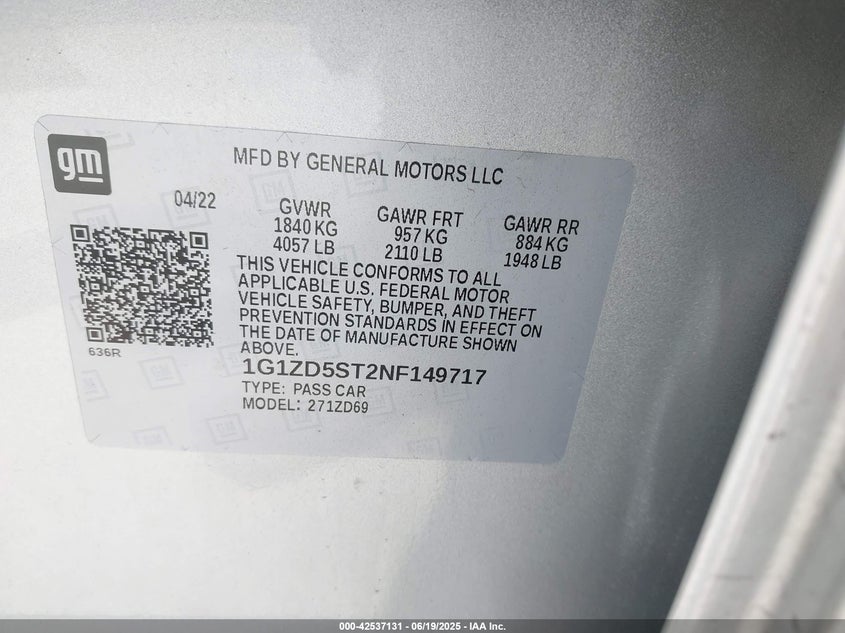 gm
MFD BY GENERAL MOTORS LLC
04/22
GVWR
1840 KG
4057 LB
GAWR FRT
957 KG
2110 LB
GAWR RR
884 KG
1948 LB
THIS VEHICLE CONFORMS TO ALL
APPLICABLE U.S. FEDERAL MOTOR
VEHICLE SAFETY, BUMPER, AND THEFT
PREVENTION STANDARDS IN EFFECT ON
THE DATE OF MANUFACTURE SHOWN
ABOVE.
636R
1G1ZD5ST2NF149717
TYPE: PASS CAR
MODEL: 271ZD69
000-42537131 - 06/19/2025 - IAA Inc.